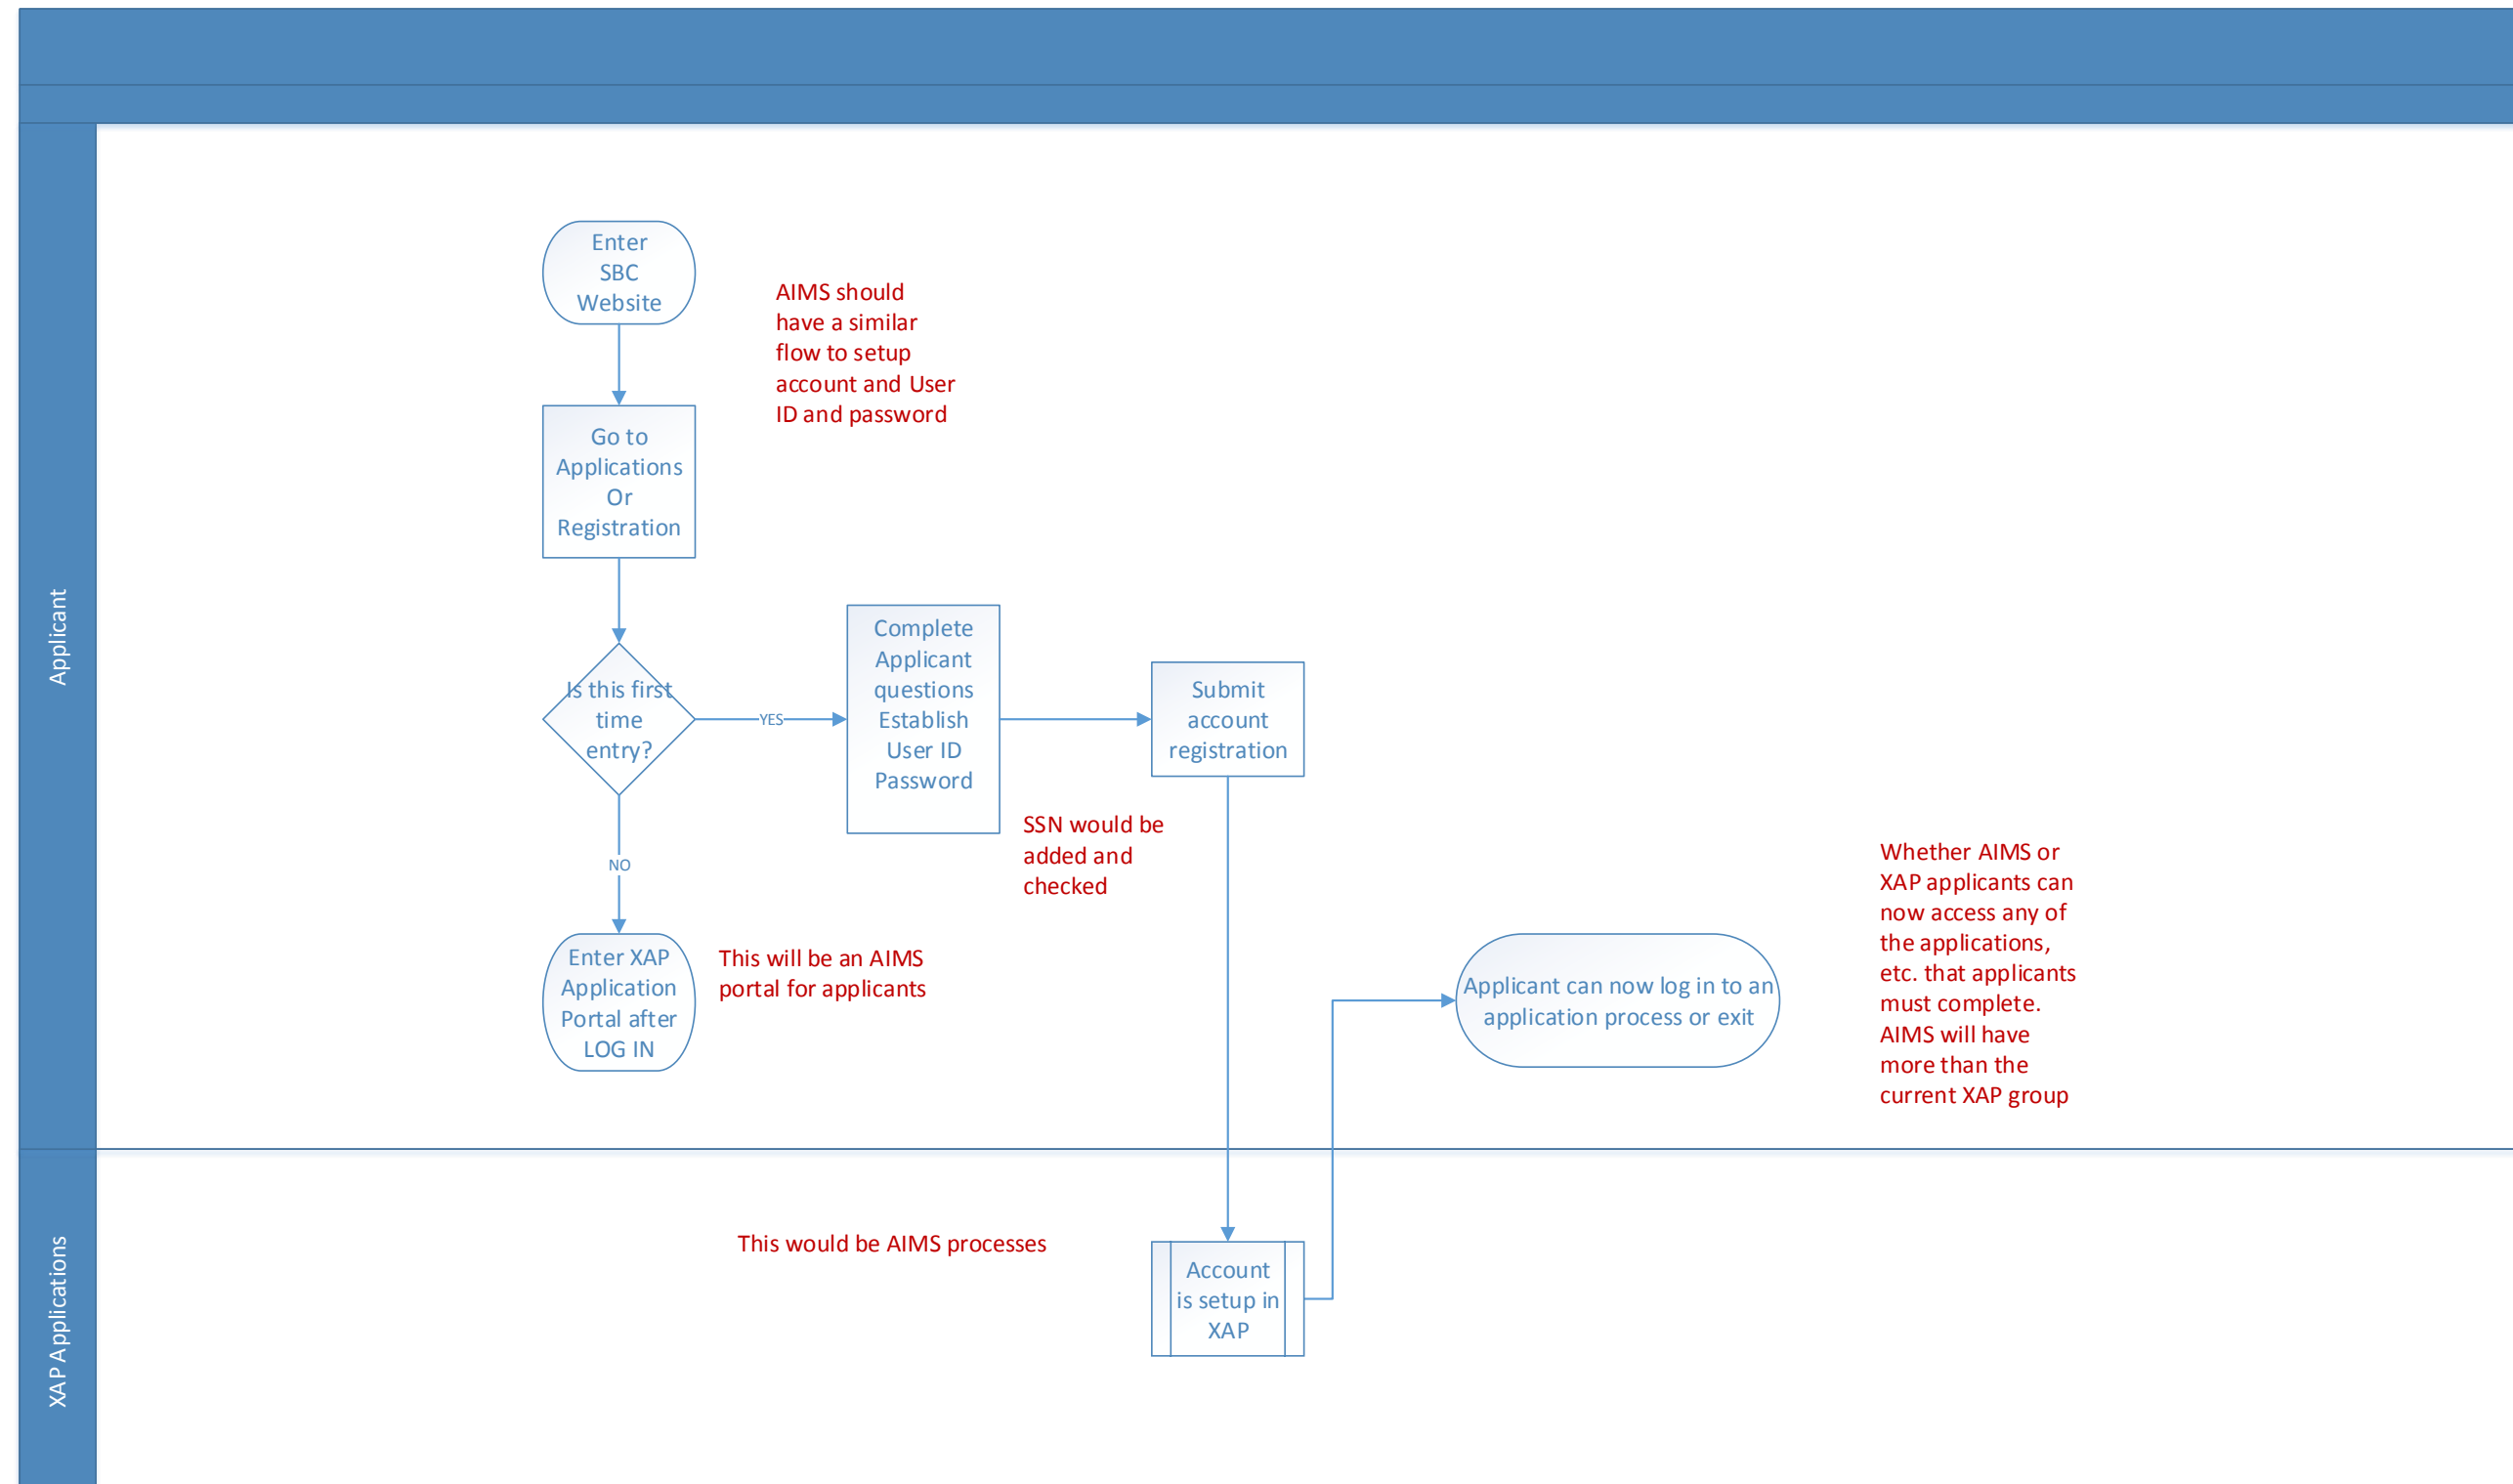 Applicant
Enter
SBC
Website
AIMS should
have a similar
flow to setup
account and User
ID and password
Go to
Applications
Or
Registration
Is this first
time
entry?
YES
Complete
Applicant
questions
Establish
User ID
Password
Submit
account
registration
SSN would be
added and
checked
NO
Enter XAP
Application
Portal after
LOG IN
This will be an AIMS
portal for applicants
Applicant can now log in to an
application process or exit
Whether AIMS or
XAP applicants can
now access any of
the applications,
etc. that applicants
must complete.
AIMS will have
more than the
current XAP group
XAP Applications
This would be AIMS processes
Account
is setup in
XAP